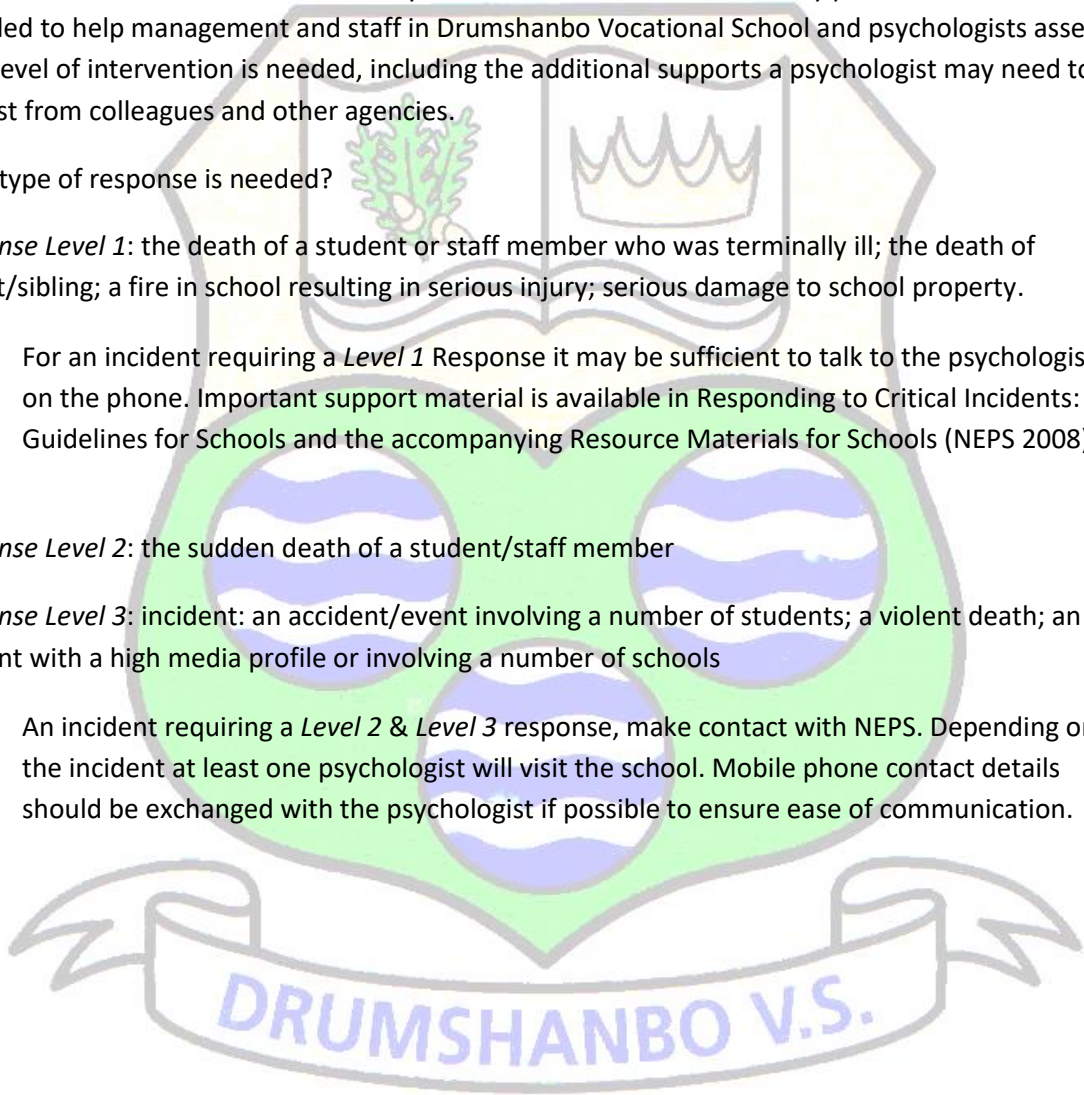 led to help management and staff in Drumshanbo Vocational School and psychologists asse
evel of intervention is needed, including the additional supports a psychologist may need to
st from colleagues and other agencies.
type of response is needed?
nse Level 1: the death of a student or staff member who was terminally ill; the death of
t/sibling; a fire in school resulting in serious injury; serious damage to school property.
For an incident requiring a Level 1 Response it may be sufficient to talk to the psychologis
on the phone. Important support material is available in Responding to Critical Incidents:
Guidelines for Schools and the accompanying Resource Materials for Schools (NEPS 2008)
nse Level 2: the sudden death of a student/staff member
nse Level 3: incident: an accident/event involving a number of students; a violent death; an
nt with a high media profile or involving a number of schools
An incident requiring a Level 2 & Level 3 response, make contact with NEPS. Depending on
the incident at least one psychologist will visit the school. Mobile phone contact details
should be exchanged with the psychologist if possible to ensure ease of communication.
DRUMSHANBO V.S.